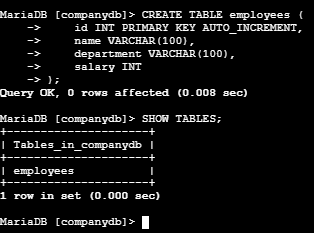 MariaDB [companydb]> CREATE TABLE employees (
    ->     id INT PRIMARY KEY AUTO_INCREMENT,
    ->     name VARCHAR(100),
    ->     department VARCHAR(100),
    ->     salary INT
    -> );
Query OK, 0 rows affected (0.008 sec)

MariaDB [companydb]> SHOW TABLES;
+---------------------+
| Tables_in_companydb |
+---------------------+
| employees           |
+---------------------+
1 row in set (0.000 sec)

MariaDB [companydb]>